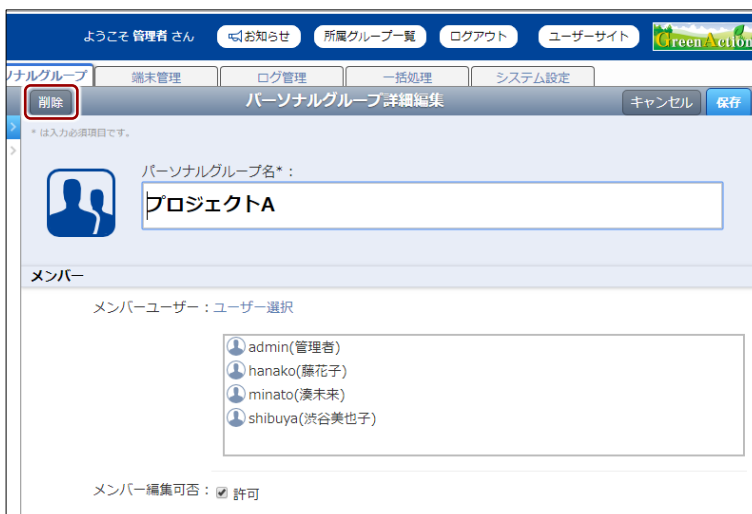 ようこそ 管理者 さん お知らせ 所属グループ一覧 ログアウト ユーザーサイト GreenAction
ソナルグループ 端末管理 ログ管理 一括処理 システム設定
削除 パーソナルグループ詳細編集 キャンセル 保存
* は入力必須項目です。
パーソナルグループ名*：
プロジェクトA
メンバー
メンバーユーザー：ユーザー選択
admin(管理者)
hanako(藤花子)
minato(湊未来)
shibuya(渋谷美也子)
メンバー編集可否： 許可